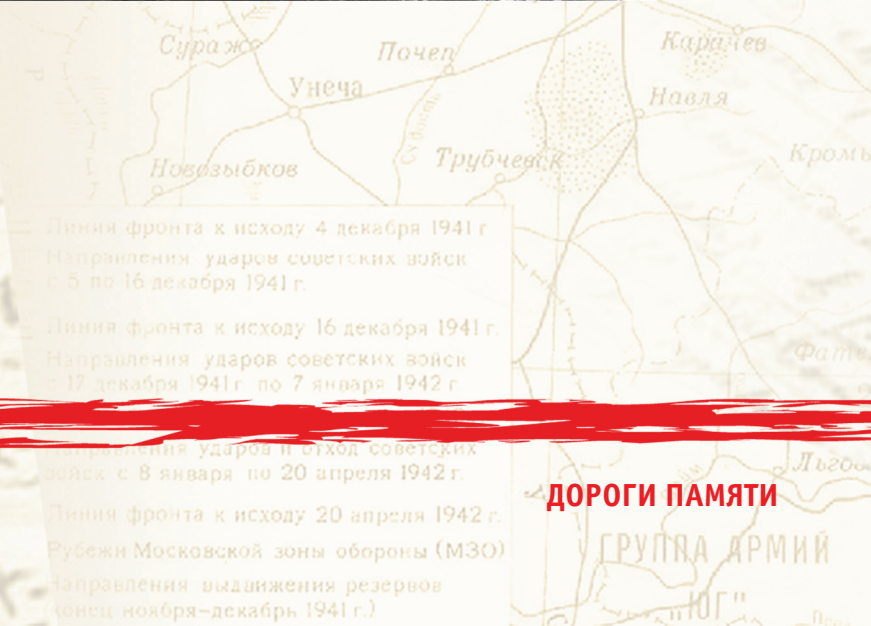 Сураж
Почеп
Карачев
Унеча
Навля
Трубчевск
Новозыбков
Кромы
Линия фронта к исходу 4 декабря 1941 г
Направления ударов советских войск
с 5 по 16 декабря 1941 г.
Линия фронта к исходу 16 декабря 1941 г.
Направления ударов советских войск
с 17 декабря 1941 г по 7 января 1942 г
Фате
Направления ударов и отход советских
войск с 8 января по 20 апреля 1942 г.
Льгов
ДОРОГИ ПАМЯТИ
Линия фронта к исходу 20 апреля 1942 г.
Рубежи Московской зоны обороны (МЗО)
ГРУППА АРМИЙ
Направления выдвижения резервов
(конец ноября–декабрь 1941 г.)
„ЮГ"